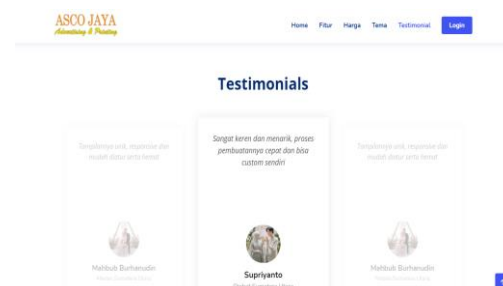 ASCO JAYA
Advertising & Printing
Home Fitur Harga Tema Testimonial Login
Testimonials
Tampilannya unik, responsive dan
mudah diatur serta hemat
Sangat keren dan menarik, proses
pembuatannya cepat dan bisa
custom sendiri
Tampilannya unik, responsive dan
mudah diatur serta hemat
Mahbub Burhanudin
Supriyanto
Mahbub Burhanudin